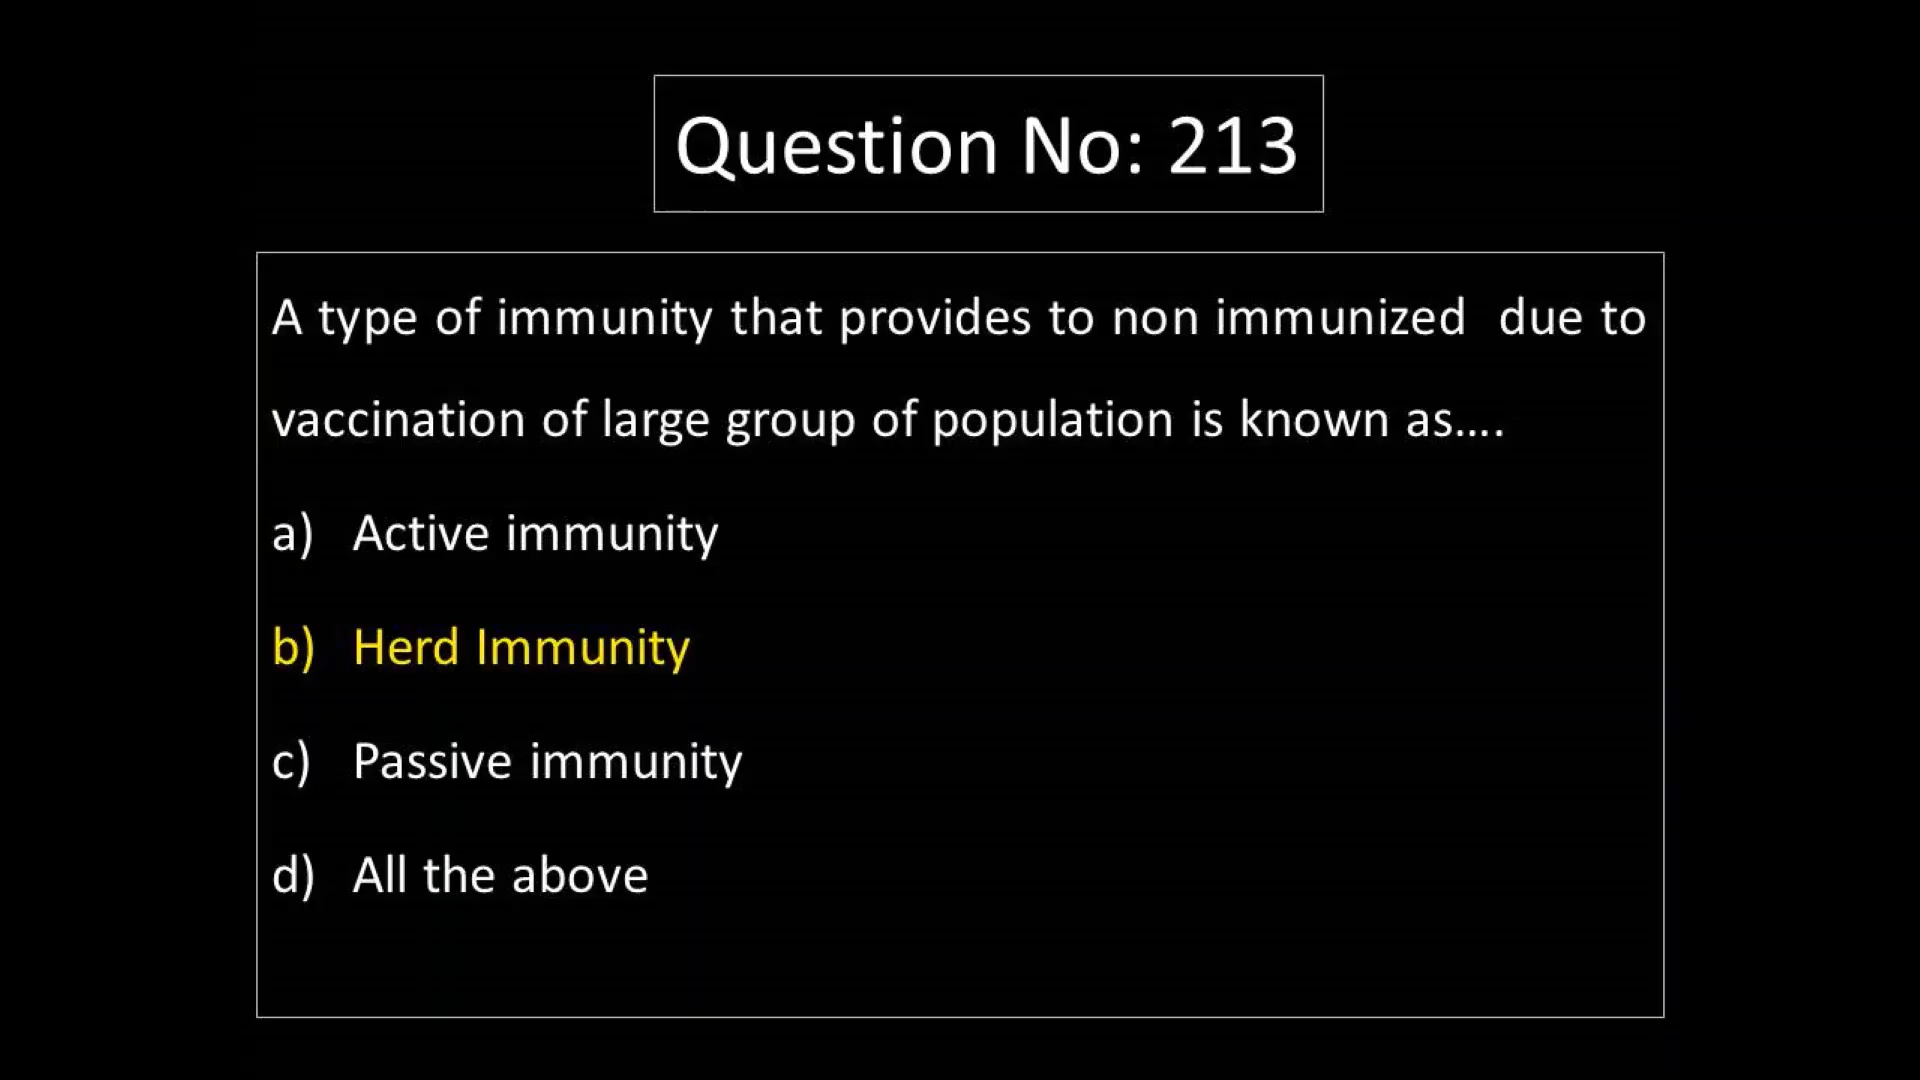 Question No: 213
A type of immunity that provides to non immunized due to
vaccination of large group of population is known as....
a) Active immunity
b) Herd Immunity
c) Passive immunity
d) All the above